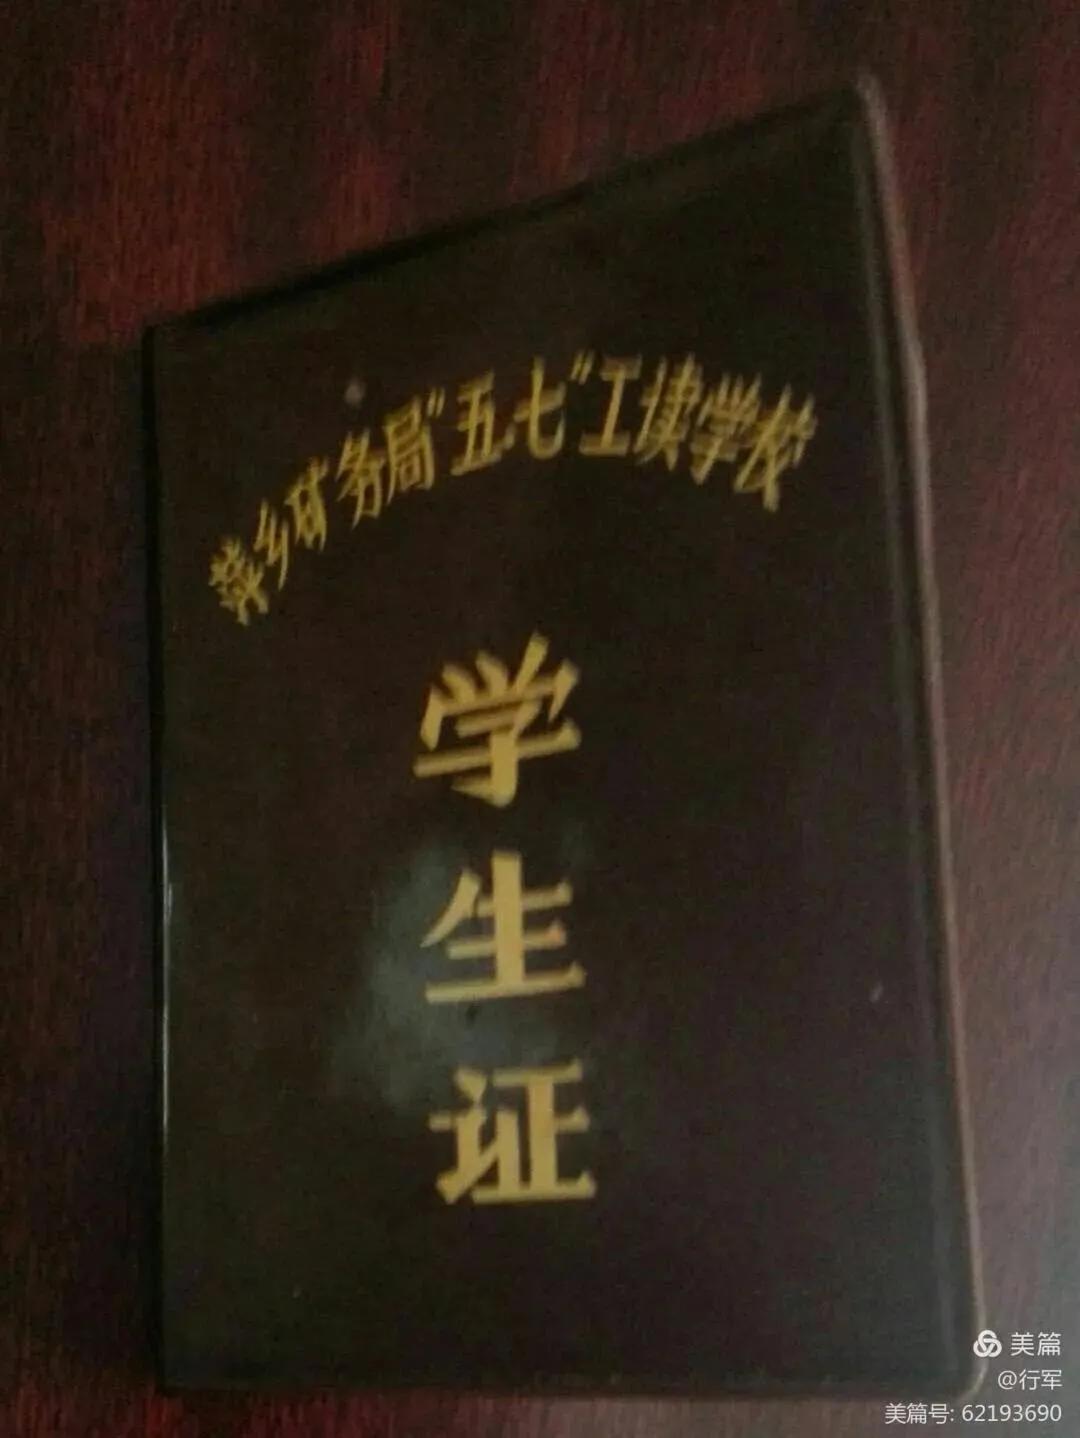 萍乡矿务局“五七”工读学校
学
生
证
美篇
@行军
美篇号: 62193690